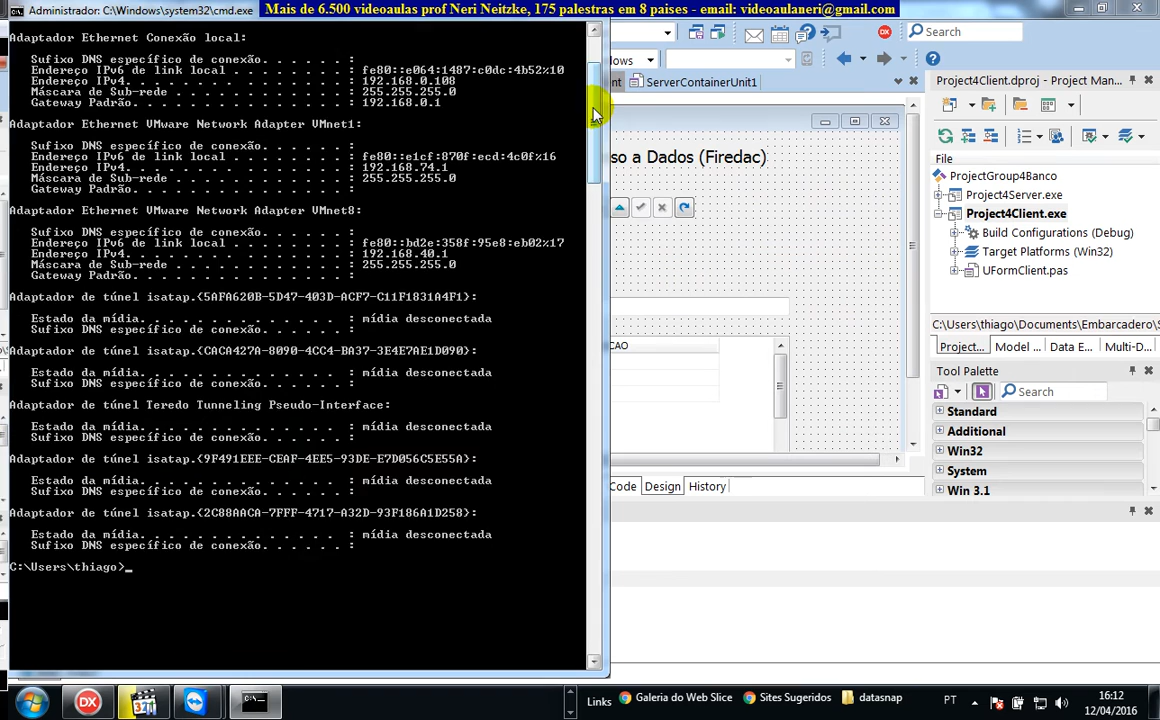 Administrador: C:\Windows\system32\cmd.exe
Mais de 6.500 videoaulas prof Neri Neitzke, 175 palestras em 8 paises - email: videoaulaneri@gmail.com
Adaptador Ethernet Conexão local:
Sufixo DNS específico de conexão. . . . . . :
Endereço IPv6 de link local . . . . . . . . : fe80::e064:1487:c0dc:4b52%10
Endereço IPv4. . . . . . . . . . . . . . . : 192.168.0.108
Máscara de Sub-rede . . . . . . . . . . . . : 255.255.255.0
Gateway Padrão. . . . . . . . . . . . . . . : 192.168.0.1
Adaptador Ethernet VMware Network Adapter VMnet1:
Sufixo DNS específico de conexão. . . . . . :
Endereço IPv6 de link local . . . . . . . . : fe80::e1cf:870f:ecd:4c0f%16
Endereço IPv4. . . . . . . . . . . . . . . : 192.168.74.1
Máscara de Sub-rede . . . . . . . . . . . . : 255.255.255.0
Gateway Padrão. . . . . . . . . . . . . . . :
Adaptador Ethernet VMware Network Adapter VMnet8:
Sufixo DNS específico de conexão. . . . . . :
Endereço IPv6 de link local . . . . . . . . : fe80::bd2e:358f:95e8:eb02%17
Endereço IPv4. . . . . . . . . . . . . . . : 192.168.40.1
Máscara de Sub-rede . . . . . . . . . . . . : 255.255.255.0
Gateway Padrão. . . . . . . . . . . . . . . :
Adaptador de túnel isatap.{5AFA620B-5D47-403D-ACF7-C11F1831A4F1}:
Estado da mídia. . . . . . . . . . . . . . : mídia desconectada
Sufixo DNS específico de conexão. . . . . . :
Adaptador de túnel isatap.{CACA427A-8090-4CC4-BA37-3E4E7AE1D090}:
Estado da mídia. . . . . . . . . . . . . . : mídia desconectada
Sufixo DNS específico de conexão. . . . . . :
Adaptador de túnel Teredo Tunneling Pseudo-Interface:
Estado da mídia. . . . . . . . . . . . . . : mídia desconectada
Sufixo DNS específico de conexão. . . . . . :
Adaptador de túnel isatap.{9F491EEE-CEAF-4EE5-93DE-E7D056C5E55A}:
Estado da mídia. . . . . . . . . . . . . . : mídia desconectada
Sufixo DNS específico de conexão. . . . . . :
Adaptador de túnel isatap.{2C88AACA-7FFF-4717-A32D-93F186A1D258}:
Estado da mídia. . . . . . . . . . . . . . : mídia desconectada
Sufixo DNS específico de conexão. . . . . . :
C:\Users\thiago>_
Search
ServerContainerUnit1
so a Dados (Firedac)
CAO
Code Design History
Project4Client.dproj - Project Man...
File
ProjectGroup4Banco
Project4Server.exe
Project4Client.exe
Build Configurations (Debug)
Target Platforms (Win32)
UFormClient.pas
C:\Users\thiago\Documents\Embarcadero\S
Project... Model ... Data E... Multi-D...
Tool Palette
Search
Standard
Additional
Win32
System
Win 3.1
DX
Links
Galeria do Web Slice
Sites Sugeridos
datasnap
PT
16:12
12/04/2016